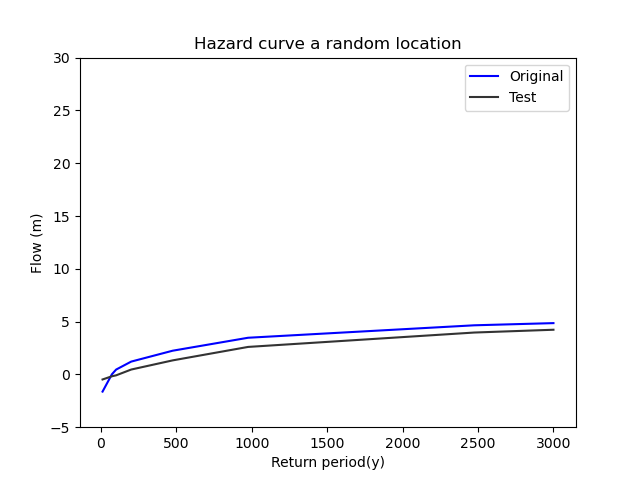 Hazard curve a random location
Original
Test
30
25
20
15
10
5
0
−5
Flow (m)
0 500 1000 1500 2000 2500 3000
Return period(y)